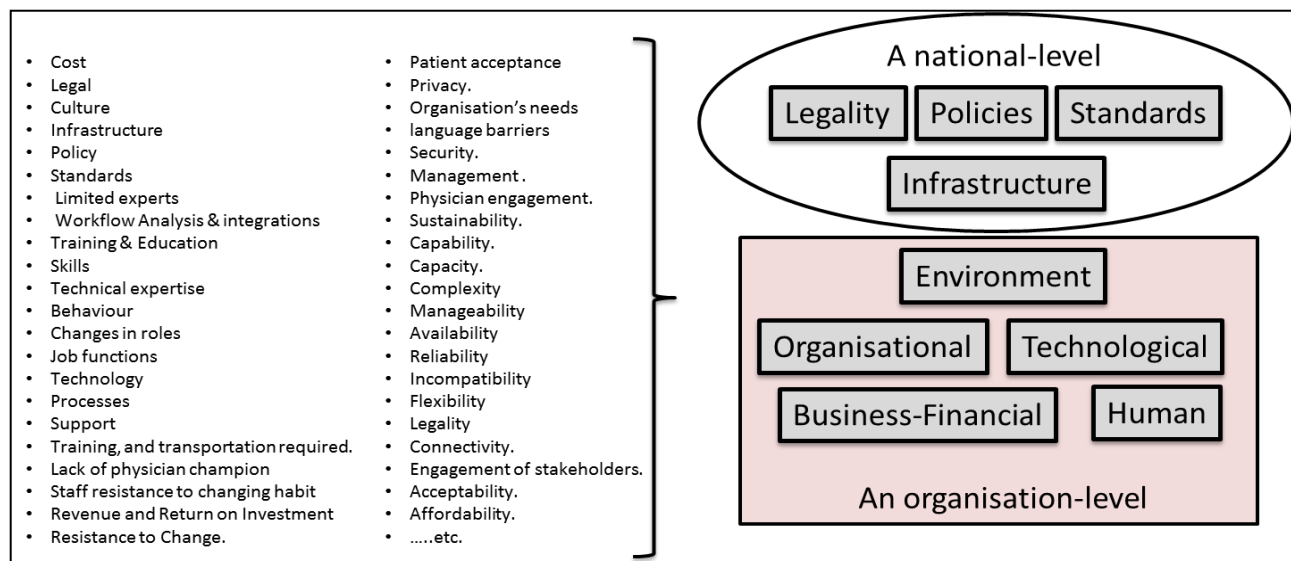 • Cost
• Legal
• Culture
• Infrastructure
• Policy
• Standards
• Limited experts
• Workflow Analysis & integrations
• Training & Education
• Skills
• Technical expertise
• Behaviour
• Changes in roles
• Job functions
• Technology
• Processes
• Support
• Training, and transportation required.
• Lack of physician champion
• Staff resistance to changing habit
• Revenue and Return on Investment
• Resistance to Change.
• Patient acceptance
• Privacy.
• Organisation’s needs
• language barriers
• Security.
• Management .
• Physician engagement.
• Sustainability.
• Capability.
• Capacity.
• Complexity
• Manageability
• Availability
• Reliability
• Incompatibility
• Flexibility
• Legality
• Connectivity.
• Engagement of stakeholders.
• Acceptability.
• Affordability.
• …..etc.
A national-level
Legality Policies Standards
Infrastructure
Environment
Organisational Technological
Business-Financial Human
An organisation-level